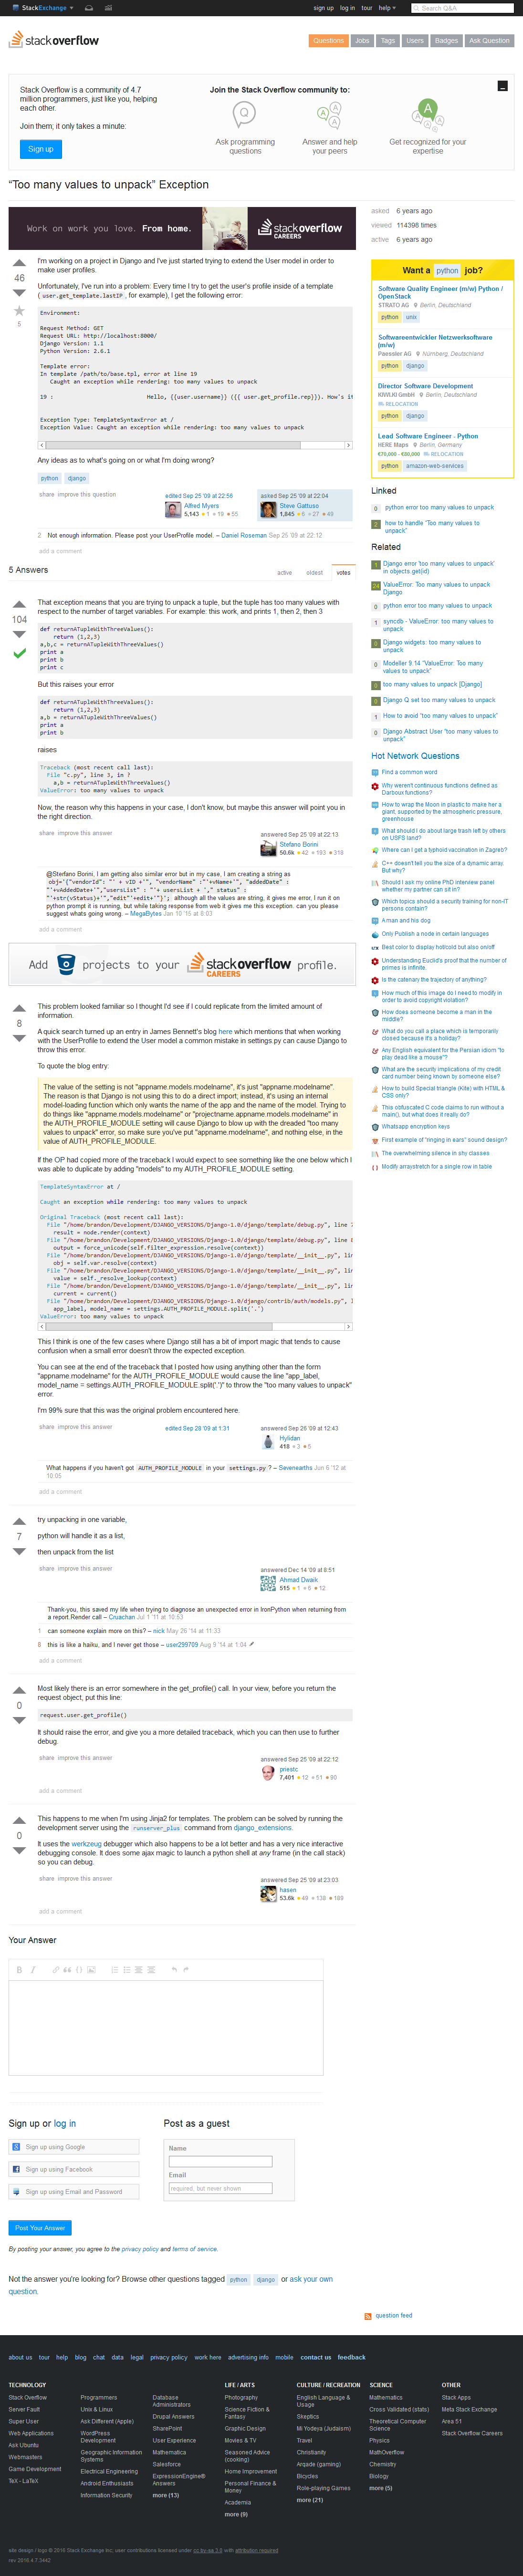 StackExchange
sign up log in tour help
Search Q&A
stackoverflow
Questions Jobs Tags Users Badges Ask Question
Stack Overflow is a community of 4.7
million programmers, just like you, helping
each other.
Join them; it only takes a minute:
Sign up
Join the Stack Overflow community to:
Ask programming
questions
Answer and help
your peers
Get recognized for your
expertise
“Too many values to unpack” Exception
Work on work you love. From home.
stackoverflow
CAREERS
46
5
I'm working on a project in Django and I've just started trying to extend the User model in order to
make user profiles.
Unfortunately, I've run into a problem: Every time I try to get the user's profile inside of a template
(user.get_template.lastIP, for example), I get the following error:
Environment:
Request Method: GET
Request URL: http://localhost:8000/
Django Version: 1.1
Python Version: 2.6.1
Template error:
In template /path/to/base.tpl, error at line 19
Caught an exception while rendering: too many values to unpack
19 : Hello, {{user.username}} ({{ user.get_profile.rep}}). How's it
Exception Type: TemplateSyntaxError at /
Exception Value: Caught an exception while rendering: too many values to unpack
Any ideas as to what's going on or what I'm doing wrong?
python django
share improve this question
edited Sep 25 '09 at 22:56
Alfred Myers
5,143 1 19 55
asked Sep 25 '09 at 22:04
Steve Gattuso
1,845 6 27 49
2 Not enough information. Please post your UserProfile model. – Daniel Roseman Sep 25 '09 at 22:12
add a comment
5 Answers
active oldest votes
104
That exception means that you are trying to unpack a tuple, but the tuple has too many values with
respect to the number of target variables. For example: this work, and prints 1, then 2, then 3
def returnATupleWithThreeValues():
return (1,2,3)
a,b,c = returnATupleWithThreeValues()
print a
print b
print c
But this raises your error
def returnATupleWithThreeValues():
return (1,2,3)
a,b = returnATupleWithThreeValues()
print a
print b
raises
Traceback (most recent call last):
File "c.py", line 3, in ?
a,b = returnATupleWithThreeValues()
ValueError: too many values to unpack
Now, the reason why this happens in your case, I don't know, but maybe this answer will point you in
the right direction.
share improve this answer
answered Sep 25 '09 at 22:13
Stefano Borini
50.6k 42 193 318
@Stefano Borini, I am getting also similar error but in my case, I am creating a string as
obj='{"vendorId": "' + vID +'", "vendorName":"'+vName+'", "addedDate" :
'"+vAddedDate+'","userslist" : "'+ strUsers + ' ", "status" :
"'+str(vStatus)+'","edit"'+edit+'"}'; assigning all the values to the string, it gives error in
python when it is running in command prompt, but while taking response from it gives me the exception. can you please
suggest whats going wrong. – MegaBytes Jan 10 '15 at 8:03
add a comment
Add projects to your stackoverflow CAREERS profile.
8
This problem looked familiar so I thought I'd see if I could replicate from the limited amount of
information.
A quick search turned up an entry in James Bennett's blog here which mentions that when working
with the UserProfile to extend the User model a common mistake in settings.py can cause Django to
throw this error.
To quote the blog entry:
The value of the setting is not "appname.models.modelname", it's just "appname.modelname".
The reason is that Django is not using this to do a direct import; instead, it's using an internal
model-loading function which only wants the name of the app and the name of the model. Trying to
do things like "appname.models.modelname" or "projectname.appname.models.modelname" in
the AUTH_PROFILE_MODULE setting will cause Django to blow up with the dreaded "too many
values to unpack" error, so make sure you've put "appname.modelname", and nothing else, in the
value of AUTH_PROFILE_MODULE.
If the OP had copied more of the traceback I would expect to see something like the one below which I
was able to duplicate by adding "models" to my AUTH_PROFILE_MODULE setting.
TemplateSyntaxError at /
Caught an exception while rendering: too many values to unpack
Original Traceback (most recent call last):
File "/home/brandon/Development/DJANGO_VERSIONS/Django-1.0/django/template/debug.py", line 7
result = node.render(context)
File "/home/brandon/Development/DJANGO_VERSIONS/Django-1.0/django/template/debug.py", line 8
output = force_unicode(self.filter_expression.resolve(context))
File "/home/brandon/Development/DJANGO_VERSIONS/Django-1.0/django/template/__init__.py", lin
obj = self.var.resolve(context)
File "/home/brandon/Development/DJANGO_VERSIONS/Django-1.0/django/template/__init__.py", lin
value = self._resolve_lookup(context)
File "/home/brandon/Development/DJANGO_VERSIONS/Django-1.0/django/template/__init__.py", lin
current = current()
File "/home/brandon/Development/DJANGO_VERSIONS/Django-1.0/django/contrib/auth/models.py", l
app_label, model_name = settings.AUTH_PROFILE_MODULE.split('.')
ValueError: too many values to unpack
This I think is one of the few cases where Django still has a bit of import magic that tends to cause
confusion when a small error doesn't throw the expected exception.
You can see at the end of the traceback that I posted how using anything other than the form
"appname.modelname" for the AUTH_PROFILE_MODULE would cause the line "app_label,
model_name = settings.AUTH_PROFILE_MODULE.split('.')" to throw the "too many values to unpack"
error.
I'm 99% sure that this was the original problem encountered here.
share improve this answer
edited Sep 28 '09 at 1:31
answered Sep 26 '09 at 12:43
Hylidan
418 3 5
What happens if you haven't got AUTH_PROFILE_MODULE in your settings.py? – Sevenearths Jun 6 '12 at
10:05
add a comment
7
try unpacking in one variable,
python will handle it as a list,
then unpack from the list
share improve this answer
answered Dec 14 '09 at 8:51
Ahmad Dwaik
515 1 6 12
Thank-you, this saved my life when trying to diagnose an unexpected error in IronPython when returning from
a report.Render call – Cruachan Jul 1 '11 at 10:53
1 can someone explain more on this? – nick May 26 '14 at 11:33
8 this is like a haiku, and I never get those – user299709 Aug 9 '14 at 1:04
add a comment
0
Most likely there is an error somewhere in the get_profile() call. In your view, before you return the
request object, put this line:
request.user.get_profile()
It should raise the error, and give you a more detailed traceback, which you can then use to further
debug.
share improve this answer
answered Sep 25 '09 at 22:12
priestc
7,401 12 51 90
add a comment
0
This happens to me when I'm using Jinja2 for templates. The problem can be solved by running the
development server using the runserver_plus command from django_extensions.
It uses the werkzeug debugger which also happens to be a lot better and has a very nice interactive
debugging console. It does some ajax magic to launch a python shell at any frame (in the call stack)
so you can debug.
share improve this answer
answered Sep 25 '09 at 23:03
hasen
53.6k 49 138 189
add a comment
Your Answer
Sign up or log in
Sign up using Google
Sign up using Facebook
Sign up using Email and Password
Post as a guest
Name
Email
required, but never shown
Post Your Answer
By posting your answer, you agree to the privacy policy and terms of service.
Not the answer you're looking for? Browse other questions tagged python django or ask your own
question.
asked 6 years ago
viewed 114398 times
active 6 years ago
Want a python job?
Software Quality Engineer (m/w) Python /
OpenStack
STRATO AG Berlin, Deutschland
python unix
Softwareentwickler Netzwerksoftware
(m/w)
Paessler AG Nürnberg, Deutschland
python django
Director Software Development
KIWI.KI GmbH Berlin, Deutschland
RELOCATION
python django
Lead Software Engineer - Python
HERE Maps Berlin, Germany
€70,000 - €80,000 RELOCATION
python amazon-web-services
Linked
0 python error too many values to unpack
2 how to handle “Too many values to
unpack”
Related
1 Django error 'too many values to unpack'
in objects.get(id)
24 ValueError: Too many values to unpack
Django
0 python error too many values to unpack
1 syncdb - ValueError: too many values to
unpack
3 Django widgets: too many values to
unpack
0 Modeller 9.14 “ValueError: Too many
values to unpack”
2 too many values to unpack [Django]
3 Django Q set too many values to unpack
1 How to avoid “too many values to unpack”
0 Django Abstract User “too many values to
unpack”
Hot Network Questions
Find a common word
Why weren't continuous functions defined as
Darboux functions?
How to wrap the Moon in plastic to make her a
giant, supported by the atmospheric pressure,
greenhouse
What should I do about large trash left by others
on USFS land?
Where can I get a typhoid vaccination in Zagreb?
C++ doesn't tell you the size of a dynamic array.
But why?
Should I ask my online PhD interview panel
whether my partner can sit in?
Which topics should a security training for non-IT
persons contain?
A man and his dog
Only Publish a node in certain languages
Best color to display hot/cold but also on/off
Understanding Euclid's proof that the number of
primes is infinite.
Is the catenary the trajectory of anything?
How much of this image do I need to modify in
order to avoid copyright violation?
How does someone become a man in the
middle?
What do you call a place which is temporarily
closed because it's a holiday?
Any English equivalent for the Persian idiom "to
play dead like a mouse"?
What are the security implications of my credit
card number being known by someone else?
How to build Special triangle (Kite) with HTML &
CSS only?
This obfuscated C code claims to run without a
main(), but what does it really do?
Whatsapp encryption keys
First example of "ringing in ears" sound design?
The overwhelming silence in shy classes
Modify arraystretch for a single row in table
question feed
about us tour help blog chat data legal privacy policy work here advertising info mobile contact us feedback
TECHNOLOGY
Stack Overflow
Server Fault
Super User
Web Applications
Ask Ubuntu
Webmasters
Game Development
TeX - LaTeX
Programmers
Unix & Linux
Ask Different (Apple)
WordPress
Development
Geographic Information
Systems
Electrical Engineering
Android Enthusiasts
Information Security
Database
Administrators
Drupal Answers
SharePoint
User Experience
Mathematica
Salesforce
ExpressionEngine®
Answers
more (13)
LIFE / ARTS
Photography
Science Fiction &
Fantasy
Graphic Design
Movies & TV
Seasoned Advice
(cooking)
Home Improvement
Personal Finance &
Money
Academia
more (9)
CULTURE / RECREATION
English Language &
Usage
Skeptics
Mi Yodeya (Judaism)
Travel
Christianity
Arqade (gaming)
Bicycles
Role-playing Games
more (21)
SCIENCE
Mathematics
Cross Validated (stats)
Theoretical Computer
Science
Physics
MathOverflow
Chemistry
Biology
more (5)
OTHER
Stack Apps
Meta Stack Exchange
Area 51
Stack Overflow Careers
site design / logo © 2016 Stack Exchange Inc; user contributions licensed under cc by-sa 3.0 with attribution required
rev 2016.4.7.3442